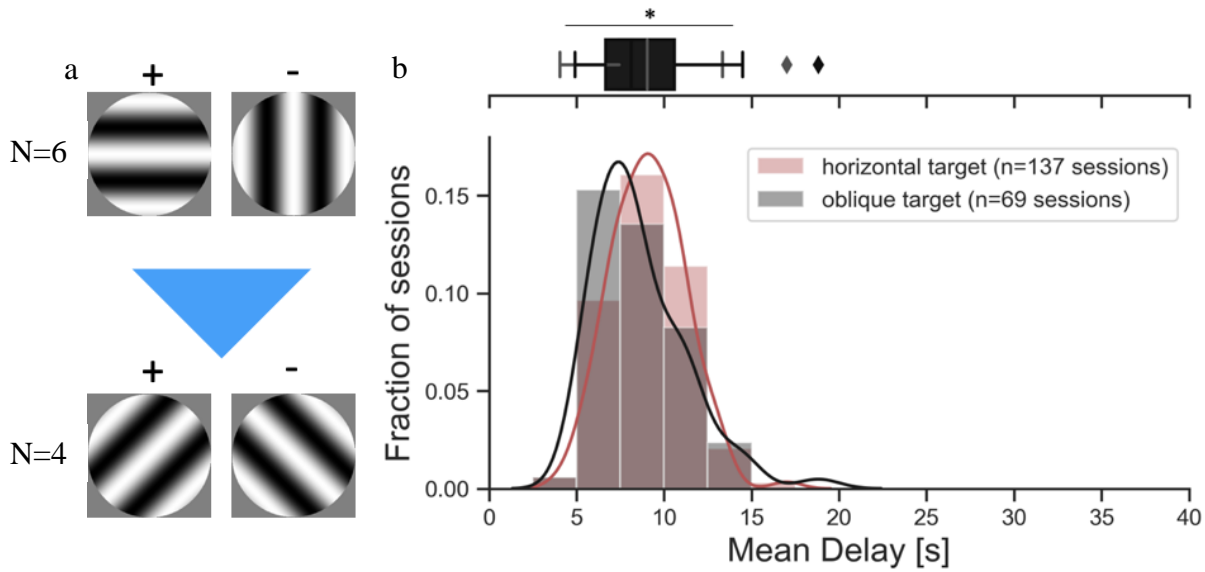 a
+ -
N=6
+ -
N=4
b
*
Fraction of sessions
0.15
0.10
0.05
0.00
horizontal target (n=137 sessions)
oblique target (n=69 sessions)
0 5 10 15 20 25 30 35 40
Mean Delay [s]